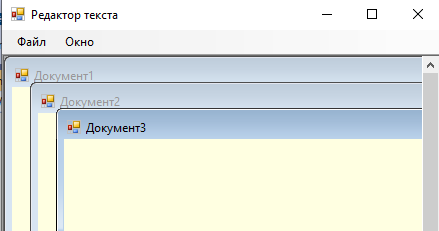 Редактор текста
Файл Окно
Документ1
Документ2
Документ3